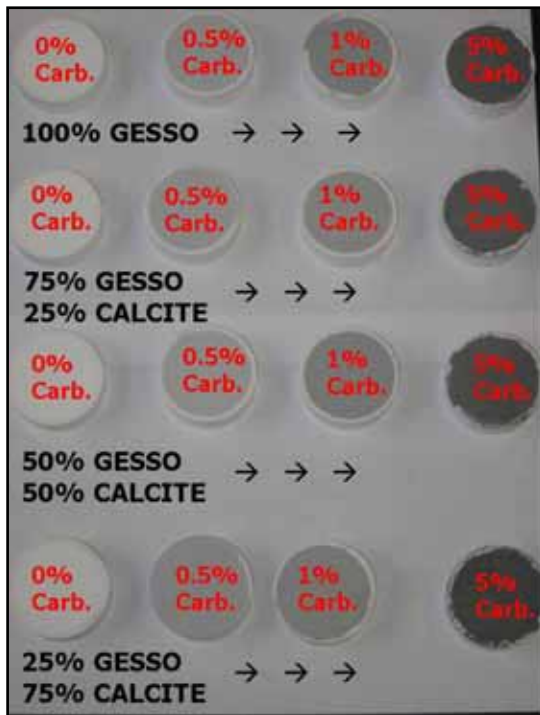 0% Carb. 0.5% Carb. 1% Carb. 5% Carb.
100% GESSO → → →
0% Carb. 0.5% Carb. 1% Carb. 5% Carb.
75% GESSO
25% CALCITE → → →
0% Carb. 0.5% Carb. 1% Carb. 5% Carb.
50% GESSO
50% CALCITE → → →
0% Carb. 0.5% Carb. 1% Carb. 5% Carb.
25% GESSO
75% CALCITE → → →